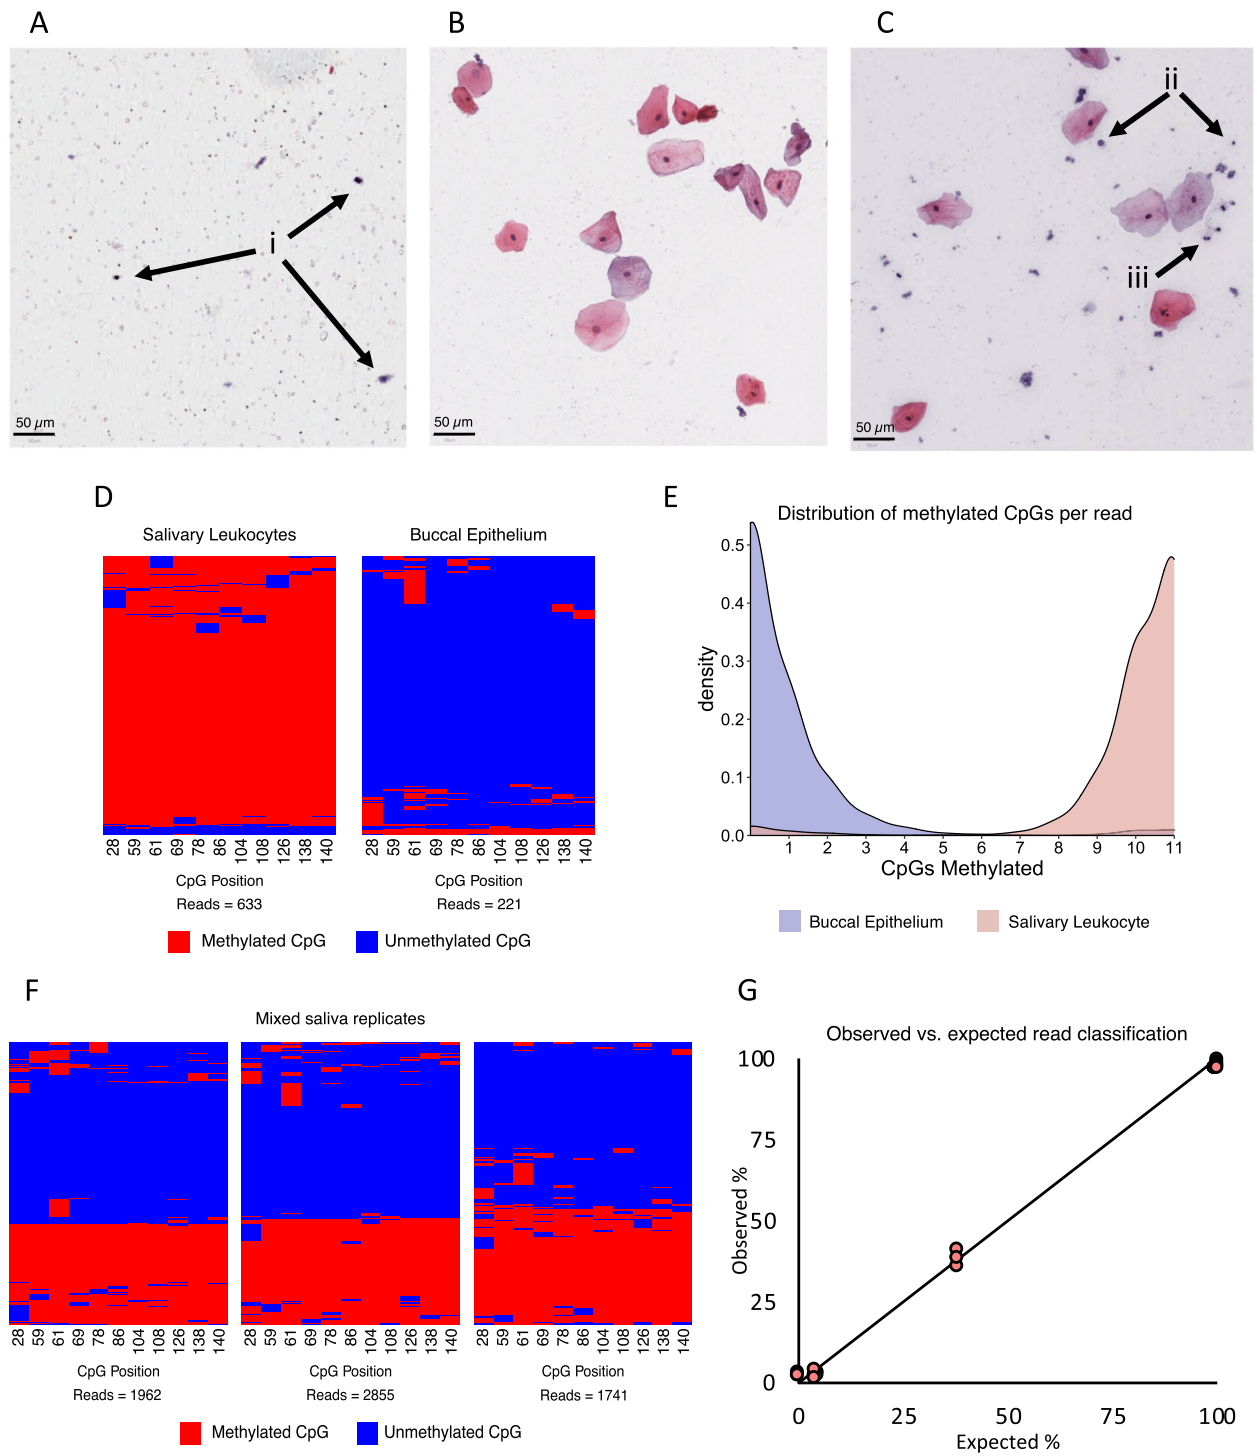 A
B
C
i
ii
iii
50 µm
50 µm
50 µm
D
E
Salivary Leukocytes
Buccal Epithelium
28 59 61 69 78 86 104 108 126 138 140
28 59 61 69 78 86 104 108 126 138 140
CpG Position
CpG Position
Reads = 633
Reads = 221
Methylated CpG
Unmethylated CpG
Distribution of methylated CpGs per read
density
0.5
0.4
0.3
0.2
0.1
0.0
1 2 3 4 5 6 7 8 9 10 11
CpGs Methylated
Buccal Epithelium
Salivary Leukocyte
F
G
Mixed saliva replicates
28 59 61 69 78 86 104 108 126 138 140
28 59 61 69 78 86 104 108 126 138 140
28 59 61 69 78 86 104 108 126 138 140
CpG Position
CpG Position
CpG Position
Reads = 1962
Reads = 2855
Reads = 1741
Methylated CpG
Unmethylated CpG
Observed vs. expected read classification
Observed %
100
75
50
25
0
0 25 50 75 100
Expected %